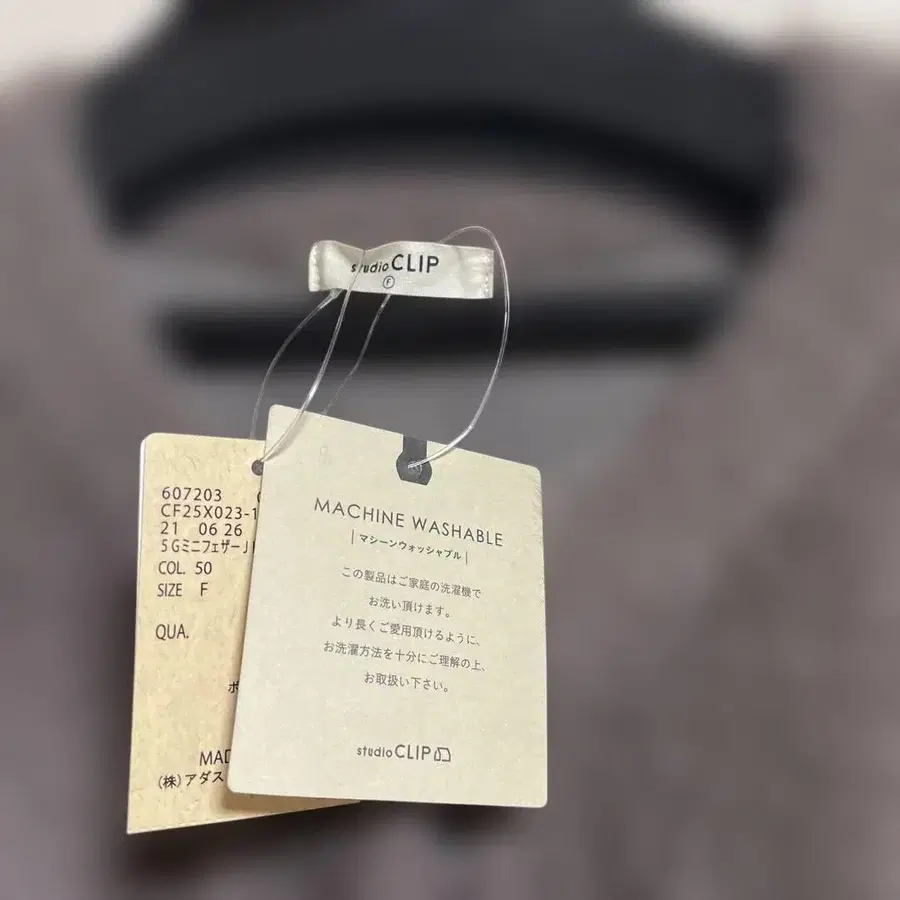 studio CLIP
F
607203
CF25X023-1
21 06 26
5Gミニフェザー
COL. 50
SIZE F
QUA.
ポ
MAD
(株)アダス
MACHINE WASHABLE
|マシーンウォッシャブル|
この製品はご家庭の洗濯機で
お洗い頂けます。
より長くご愛用頂けるように、
お洗濯方法を十分にご理解の上、
お取扱い下さい。
studio CLIP